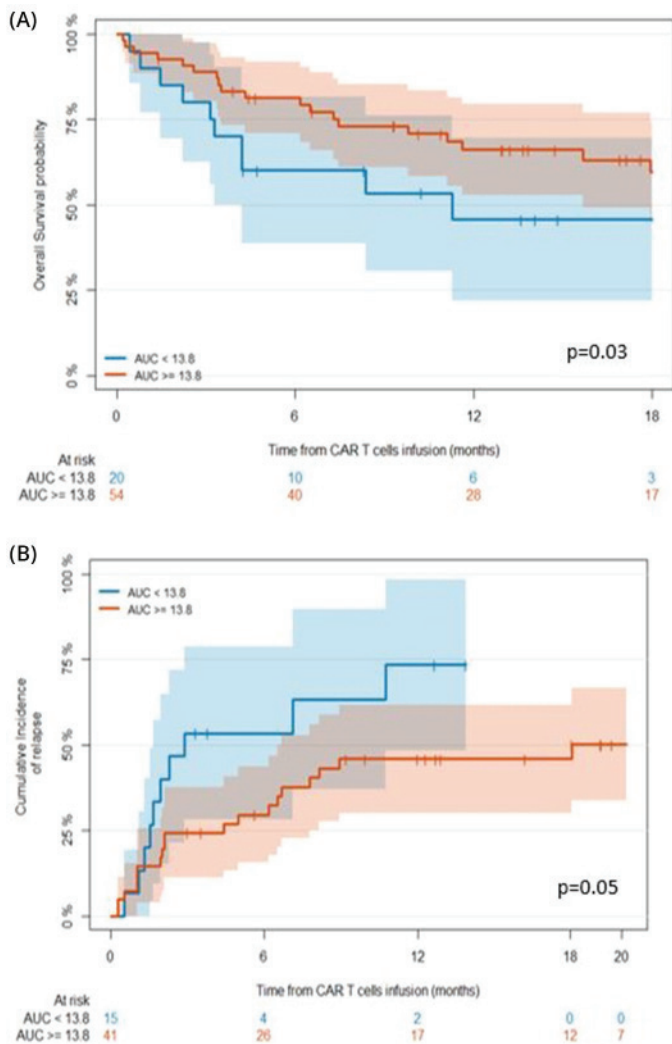 (A)
100 %
75 %
50 %
25 %
0 %
Overall Survival probability
AUC < 13.8
AUC >= 13.8
p=0.03
0 6 12 18
Time from CAR T cells infusion (months)
At risk
AUC < 13.8 20 10 6 3
AUC >= 13.8 54 40 28 17
(B)
100 %
75 %
50 %
25 %
0 %
Cumulative Incidence
of relapse
AUC < 13.8
AUC >= 13.8
p=0.05
0 6 12 18 20
Time from CAR T cells infusion (months)
At risk
AUC < 13.8 15 4 2 0 0
AUC >= 13.8 41 26 17 12 7